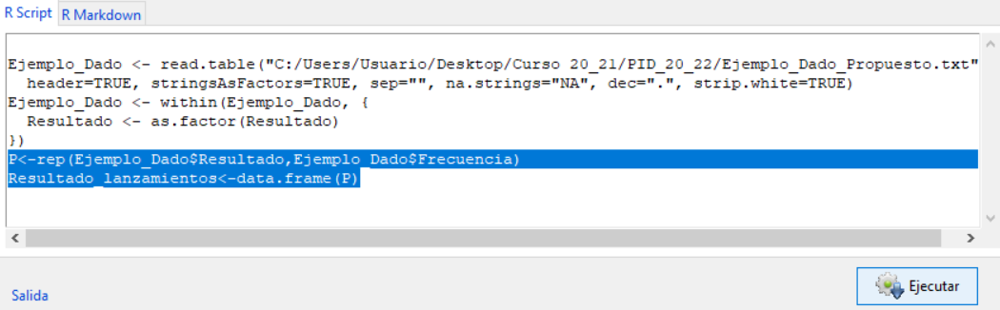 R Script R Markdown
Ejemplo_Dado <- read.table("C:/Users/Usuario/Desktop/Curso 20_21/PID_20_22/Ejemplo_Dado_Propuesto.txt"
  header=TRUE, stringsAsFactors=TRUE, sep="", na.strings="NA", dec=".", strip.white=TRUE)
Ejemplo_Dado <- within(Ejemplo_Dado, {
  Resultado <- as.factor(Resultado)
})
P<-rep(Ejemplo_Dado$Resultado,Ejemplo_Dado$Frecuencia)
Resultado_lanzamientos<-data.frame(P)
Ejecutar
Salida